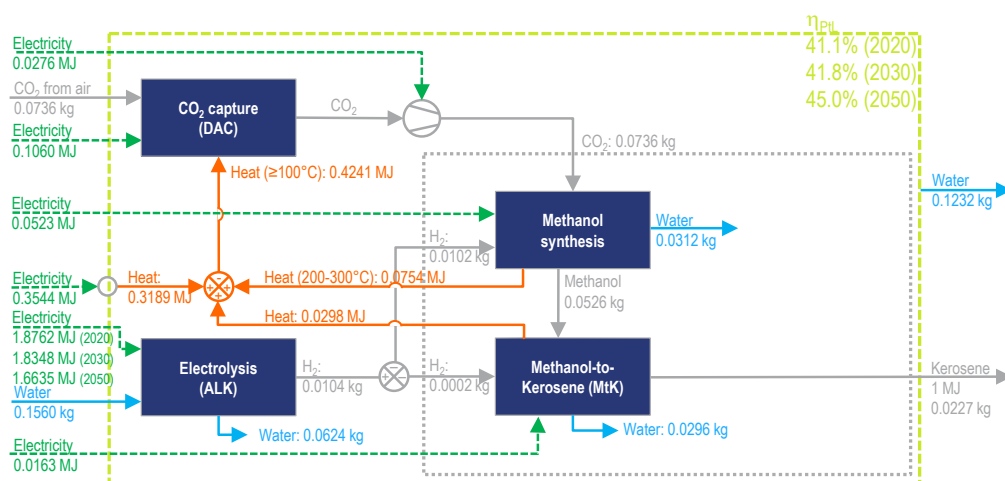 η_PtL
41.1% (2020)
41.8% (2030)
45.0% (2050)
Electricity
0.0276 MJ
CO₂ from air
0.0736 kg
Electricity
0.1060 MJ
CO₂ capture
(DAC)
CO₂
CO₂: 0.0736 kg
Heat (≥100°C): 0.4241 MJ
Water
0.1232 kg
Electricity
0.0523 MJ
Methanol
synthesis
Water
0.0312 kg
H₂:
0.0102 kg
Electricity
0.3544 MJ
Heat:
0.3189 MJ
Heat (200-300°C): 0.0754 MJ
Methanol
0.0526 kg
Heat: 0.0298 MJ
Electricity
1.8762 MJ (2020)
1.8348 MJ (2030)
1.6635 MJ (2050)
Water
0.1560 kg
Electrolysis
(ALK)
H₂:
0.0104 kg
H₂:
0.0002 kg
Methanol-to-
Kerosene (MtK)
Kerosene
1 MJ
0.0227 kg
Water: 0.0624 kg
Water: 0.0296 kg
Electricity
0.0163 MJ